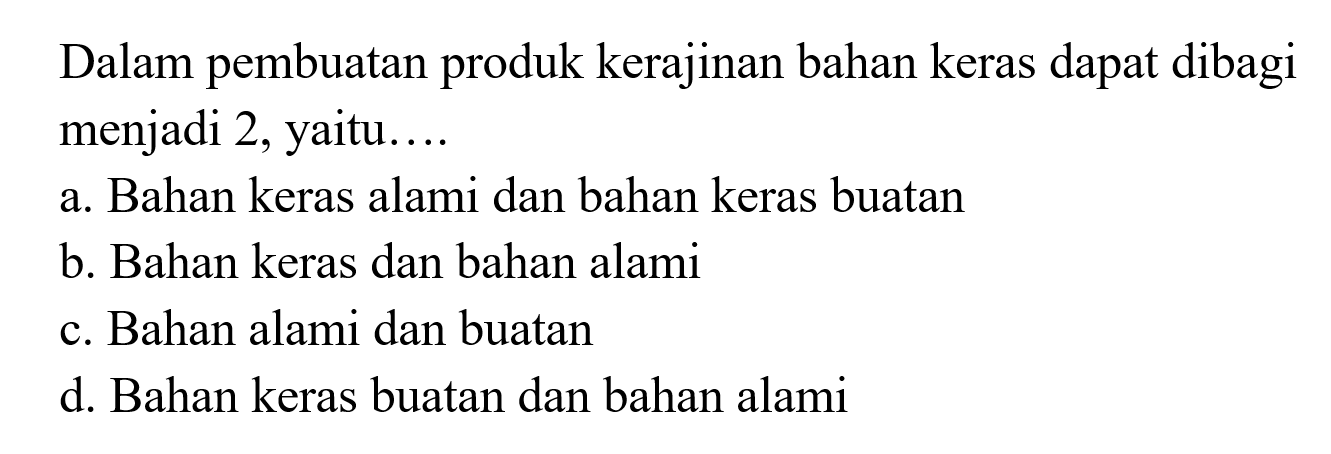 Dalam pembuatan produk kerajinan bahan keras dapat dibagi
menjadi 2, yaitu....
a. Bahan keras alami dan bahan keras buatan
b. Bahan keras dan bahan alami
c. Bahan alami dan buatan
d. Bahan keras buatan dan bahan alami